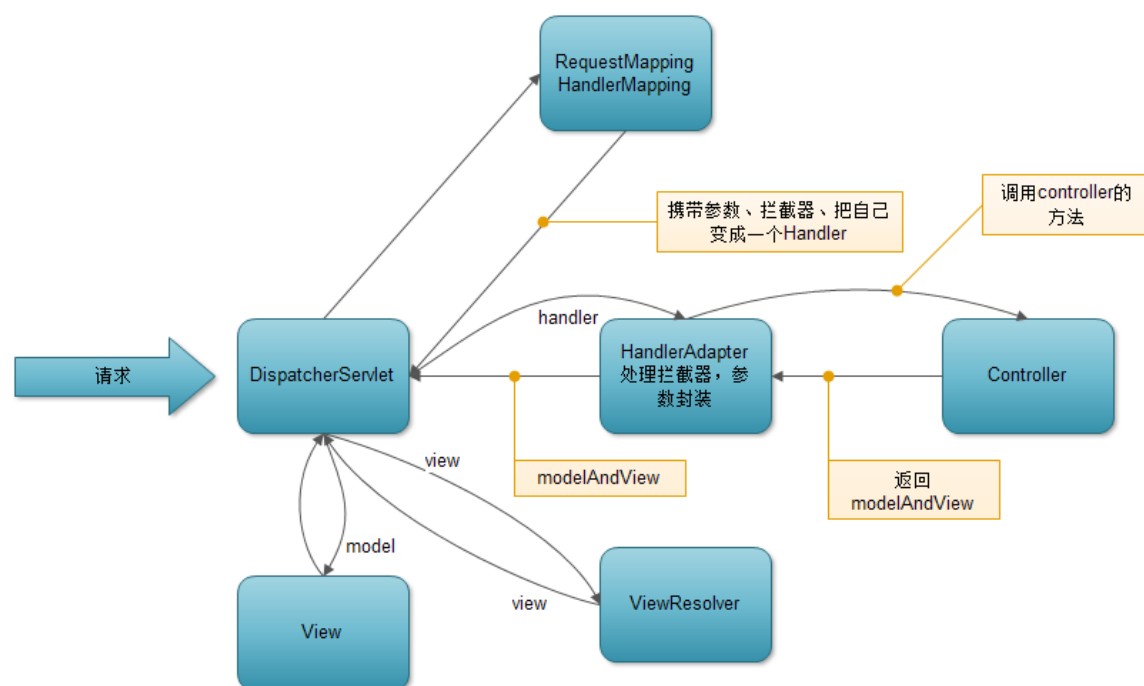 RequestMapping
HandlerMapping
携带参数、拦截器、把自己
变成一个Handler
调用controller的
方法
请求
DispatcherServlet
handler
HandlerAdapter
处理拦截器，参
数封装
Controller
view
modelAndView
返回
modelAndView
model
view
ViewResolver
View